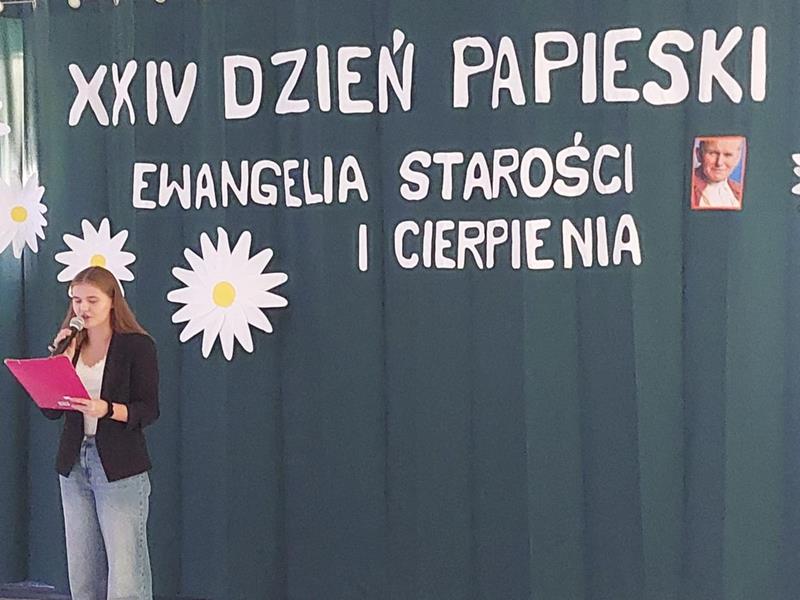 XXIV DZIEŃ PAPIESKI
EWANGELIA STAROŚCI
I CIERPIENIA